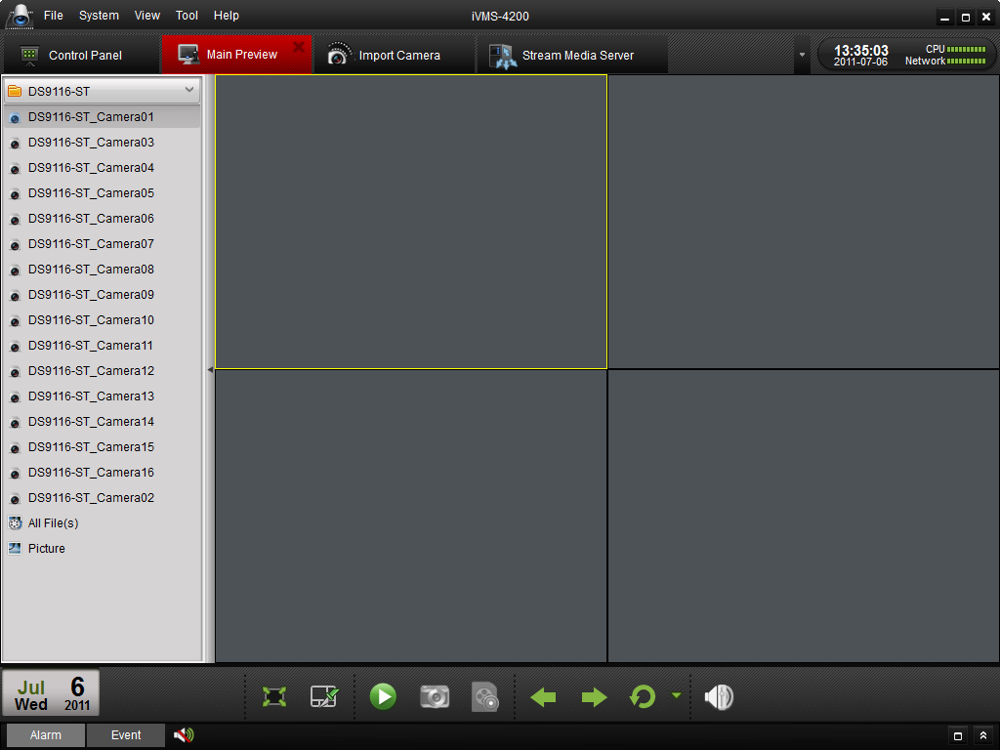 File System View Tool Help iVMS-4200
Control Panel Main Preview Import Camera Stream Media Server 13:35:03 CPU
2011-07-06 Network
DS9116-ST
DS9116-ST_Camera01
DS9116-ST_Camera03
DS9116-ST_Camera04
DS9116-ST_Camera05
DS9116-ST_Camera06
DS9116-ST_Camera07
DS9116-ST_Camera08
DS9116-ST_Camera09
DS9116-ST_Camera10
DS9116-ST_Camera11
DS9116-ST_Camera12
DS9116-ST_Camera13
DS9116-ST_Camera14
DS9116-ST_Camera15
DS9116-ST_Camera16
DS9116-ST_Camera02
All File(s)
Picture
Jul 6
Wed 2011
Alarm Event